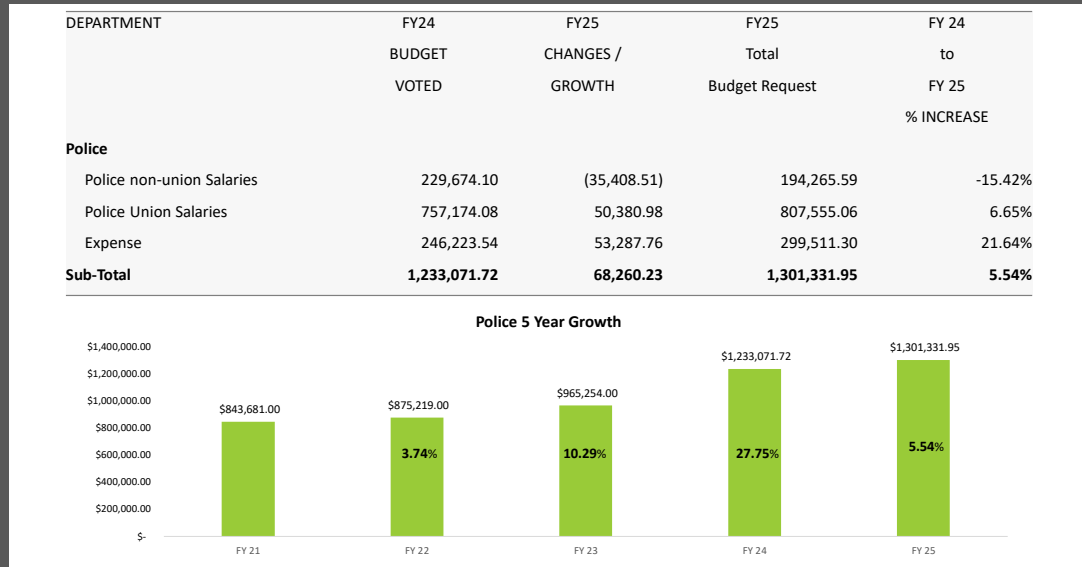 DEPARTMENT FY24 FY25 FY25 FY 24
BUDGET CHANGES / Total to
VOTED GROWTH Budget Request FY 25
% INCREASE
Police
Police non-union Salaries 229,674.10 (35,408.51) 194,265.59 -15.42%
Police Union Salaries 757,174.08 50,380.98 807,555.06 6.65%
Expense 246,223.54 53,287.76 299,511.30 21.64%
Sub-Total 1,233,071.72 68,260.23 1,301,331.95 5.54%
Police 5 Year Growth
$1,400,000.00
$1,200,000.00
$1,000,000.00
$800,000.00
$600,000.00
$400,000.00
$200,000.00
$-
$843,681.00
$875,219.00
$965,254.00
$1,233,071.72
$1,301,331.95
3.74%
10.29%
27.75%
5.54%
FY 21 FY 22 FY 23 FY 24 FY 25